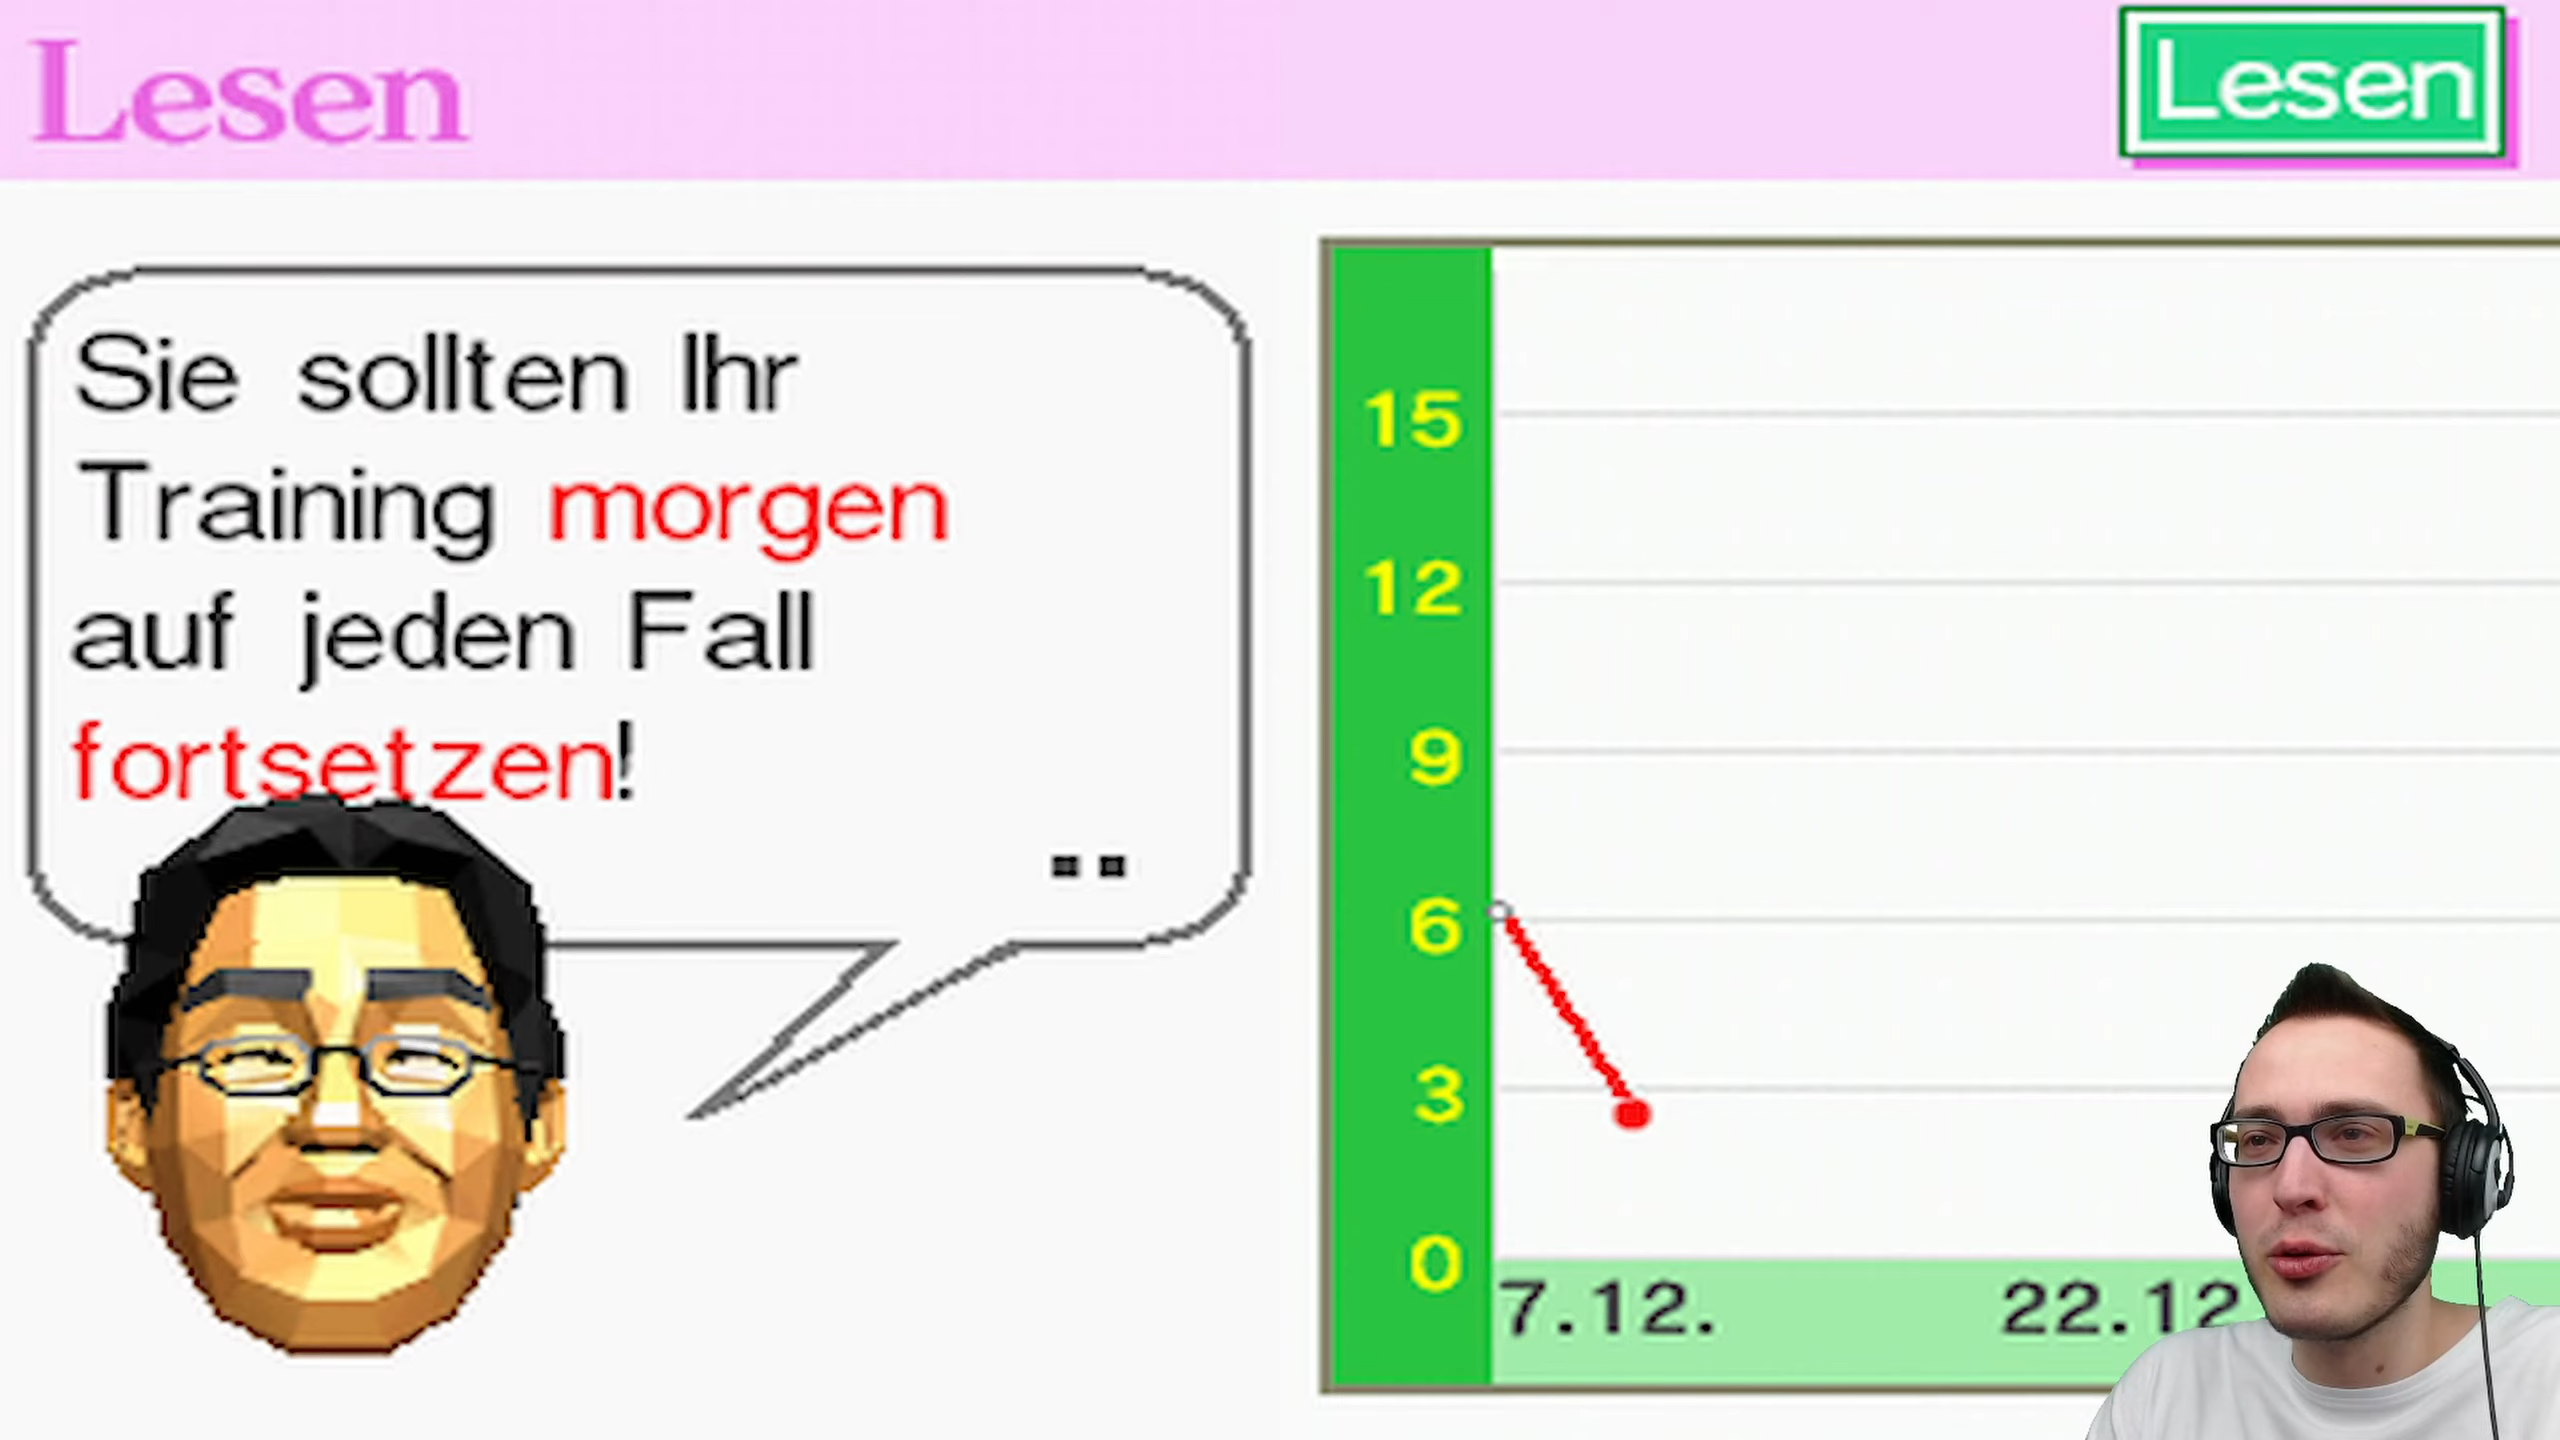 Lesen
Lesen
Sie sollten Ihr
Training morgen
auf jeden Fall
fortsetzen!
15
12
9
6
3
0
7.12.
22.12